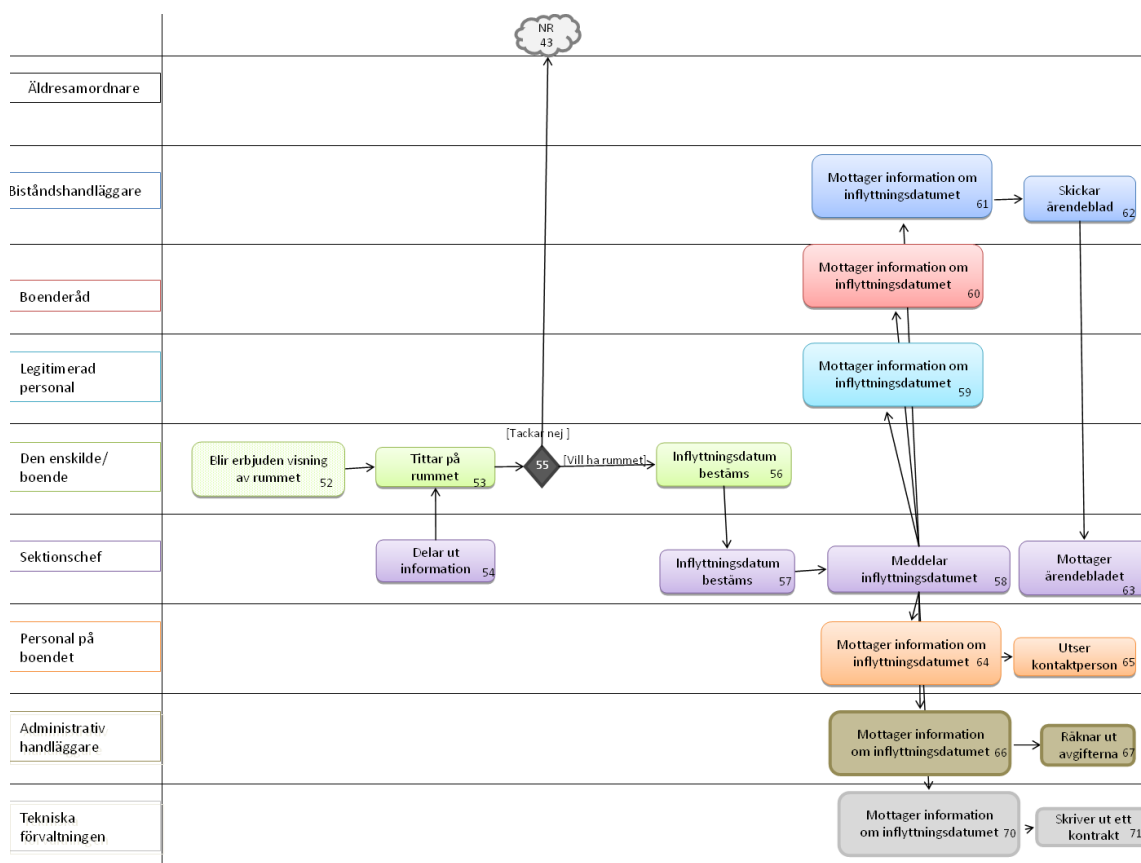 NR
43
Äldresamordnare
Biståndshandläggare
Mottager information om
inflyttningsdatumet 61
Skickar
ärendeblad 62
Boenderåd
Mottager information om
inflyttningsdatumet 60
Legitimerad
personal
Mottager information om
inflyttningsdatumet 59
Den enskilde/
boende
Blir erbjuden visning
av rummet 52
Tittar på
rummet 53
[Tackar nej ]
55
[Vill ha rummet]
Inflyttningsdatum
bestäms 56
Sektionschef
Delar ut
information 54
Inflyttningsdatum
bestäms 57
Meddelar
inflyttningsdatumet 58
Mottager
ärendebladet
63
Personal på
boendet
Mottager information om
inflyttningsdatumet 64
Utser
kontaktperson 65
Administrativ
handläggare
Mottager information
om inflyttningsdatumet 66
Räknar ut
avgifterna 67
Tekniska
förvaltningen
Mottager information
om inflyttningsdatumet 70
Skriver ut ett
kontrakt 71